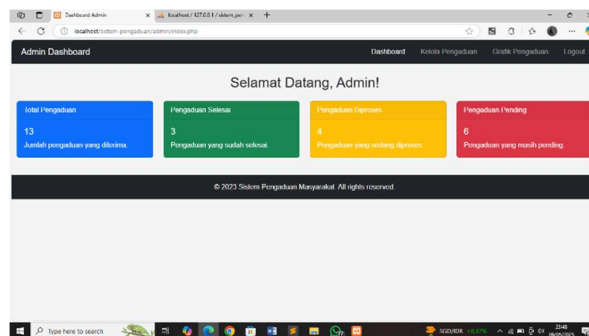 Dashboard Admin
localhost / 127.0.0.1 / sistem_pen
localhost/sistem-pengaduan/admin/index.php
Admin Dashboard
Dashboard
Kelola Pengaduan
Grafik Pengaduan
Logout
Selamat Datang, Admin!
Total Pengaduan
13
Jumlah pengaduan yang diterima.
Pengaduan Selesai
3
Pengaduan yang sudah selesai.
Pengaduan Diproses
4
Pengaduan yang sedang diproses.
Pengaduan Pending
6
Pengaduan yang masih pending.
© 2023 Sistem Pengaduan Masyarakat. All rights reserved.
Type here to search
SGD/IDR
23:48